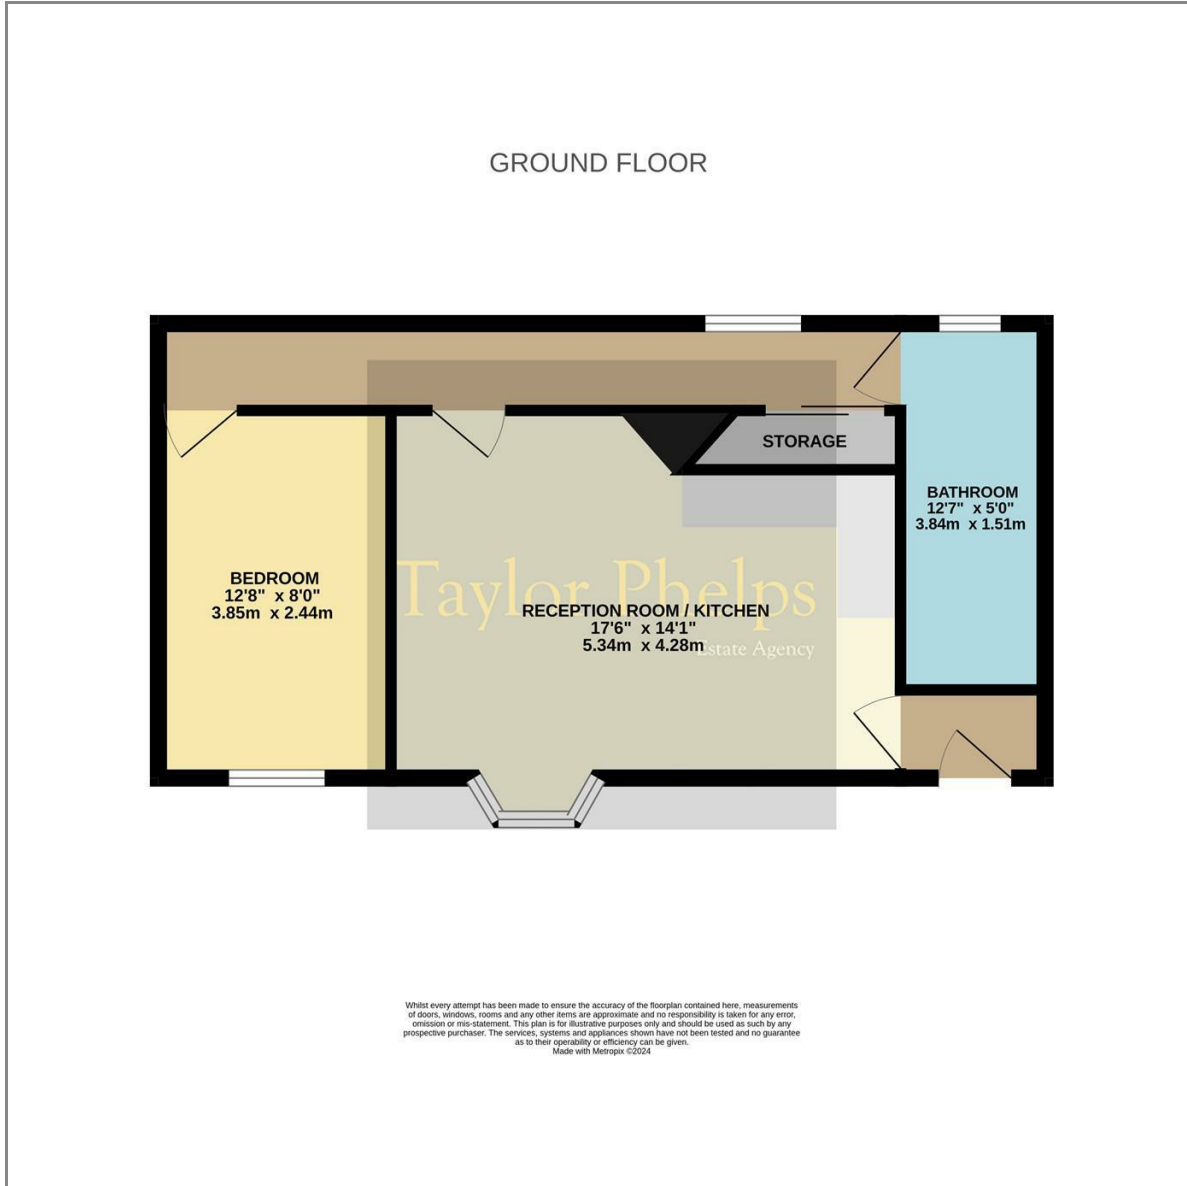 GROUND FLOOR
STORAGE
BATHROOM
12'7" x 5'0"
3.84m x 1.51m
BEDROOM
12'8" x 8'0"
3.85m x 2.44m
Taylor Phelps
RECEPTION ROOM / KITCHEN
17'6" x 14'1"
5.34m x 4.28m
Estate Agency
Whilst every attempt has been made to ensure the accuracy of the floorplan contained here, measurements
of doors, windows, rooms and any other items are approximate and no responsibility is taken for any error,
omission or mis-statement. This plan is for illustrative purposes only and should be used as such by any
prospective purchaser. The services, systems and appliances shown have not been tested and no guarantee
as to their operability or efficiency can be given.
Made with Metropix ©2024